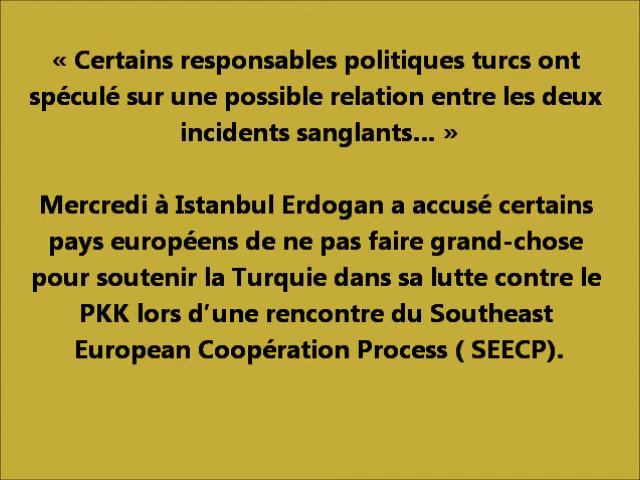 « Certains responsables politiques turcs ont
spéculé sur une possible relation entre les deux
incidents sanglants... »
Mercredi à Istanbul Erdogan a accusé certains
pays européens de ne pas faire grand-chose
pour soutenir la Turquie dans sa lutte contre le
PKK lors d’une rencontre du Southeast
European Coopération Process ( SEECP).